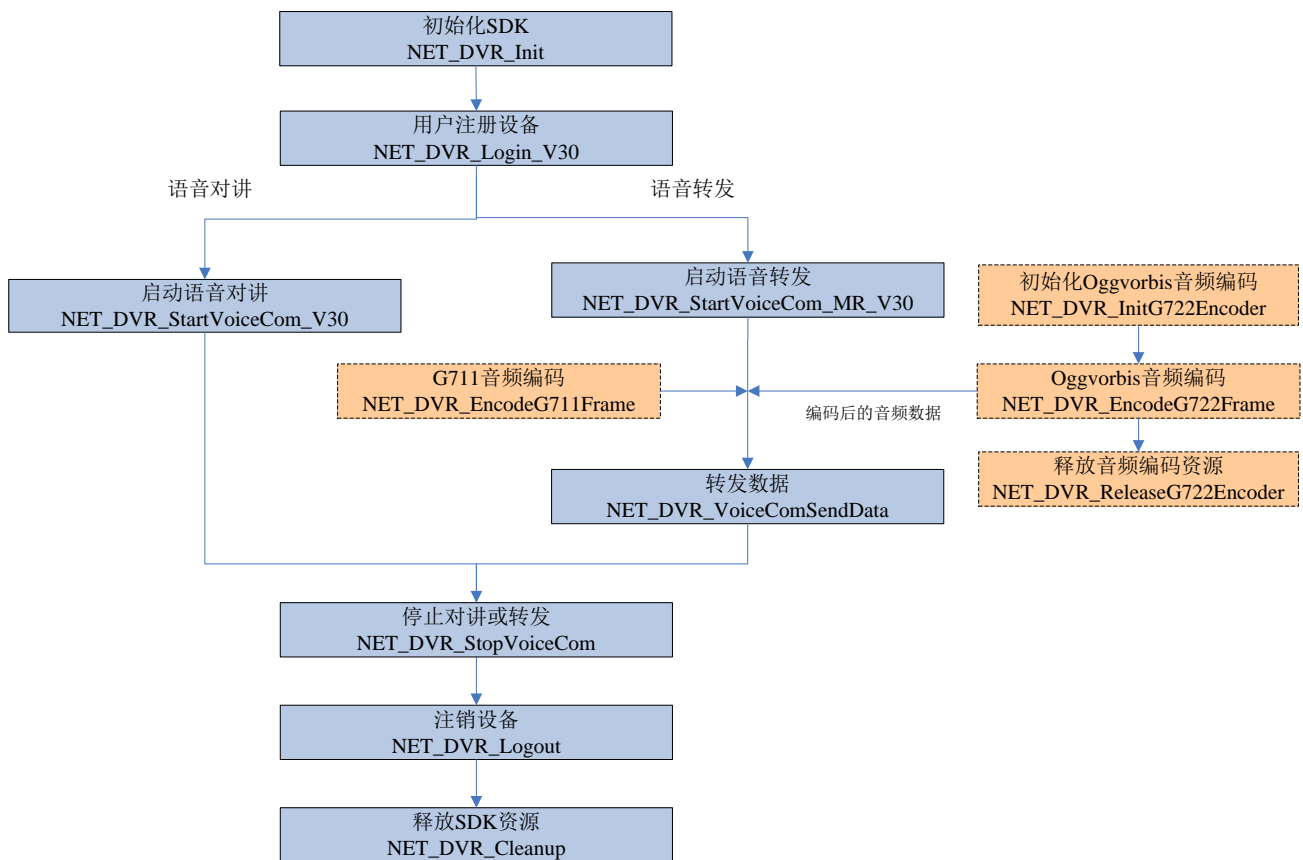 初始化SDK
NET_DVR_Init
用户注册设备
NET_DVR_Login_V30
语音对讲
语音转发
启动语音对讲
NET_DVR_StartVoiceCom_V30
启动语音转发
NET_DVR_StartVoiceCom_MR_V30
初始化Oggvorbis音频编码
NET_DVR_InitG722Encoder
G711音频编码
NET_DVR_EncodeG711Frame
编码后的音频数据
Oggvorbis音频编码
NET_DVR_EncodeG722Frame
转发数据
NET_DVR_VoiceComSendData
释放音频编码资源
NET_DVR_ReleaseG722Encoder
停止对讲或转发
NET_DVR_StopVoiceCom
注销设备
NET_DVR_Logout
释放SDK资源
NET_DVR_Cleanup